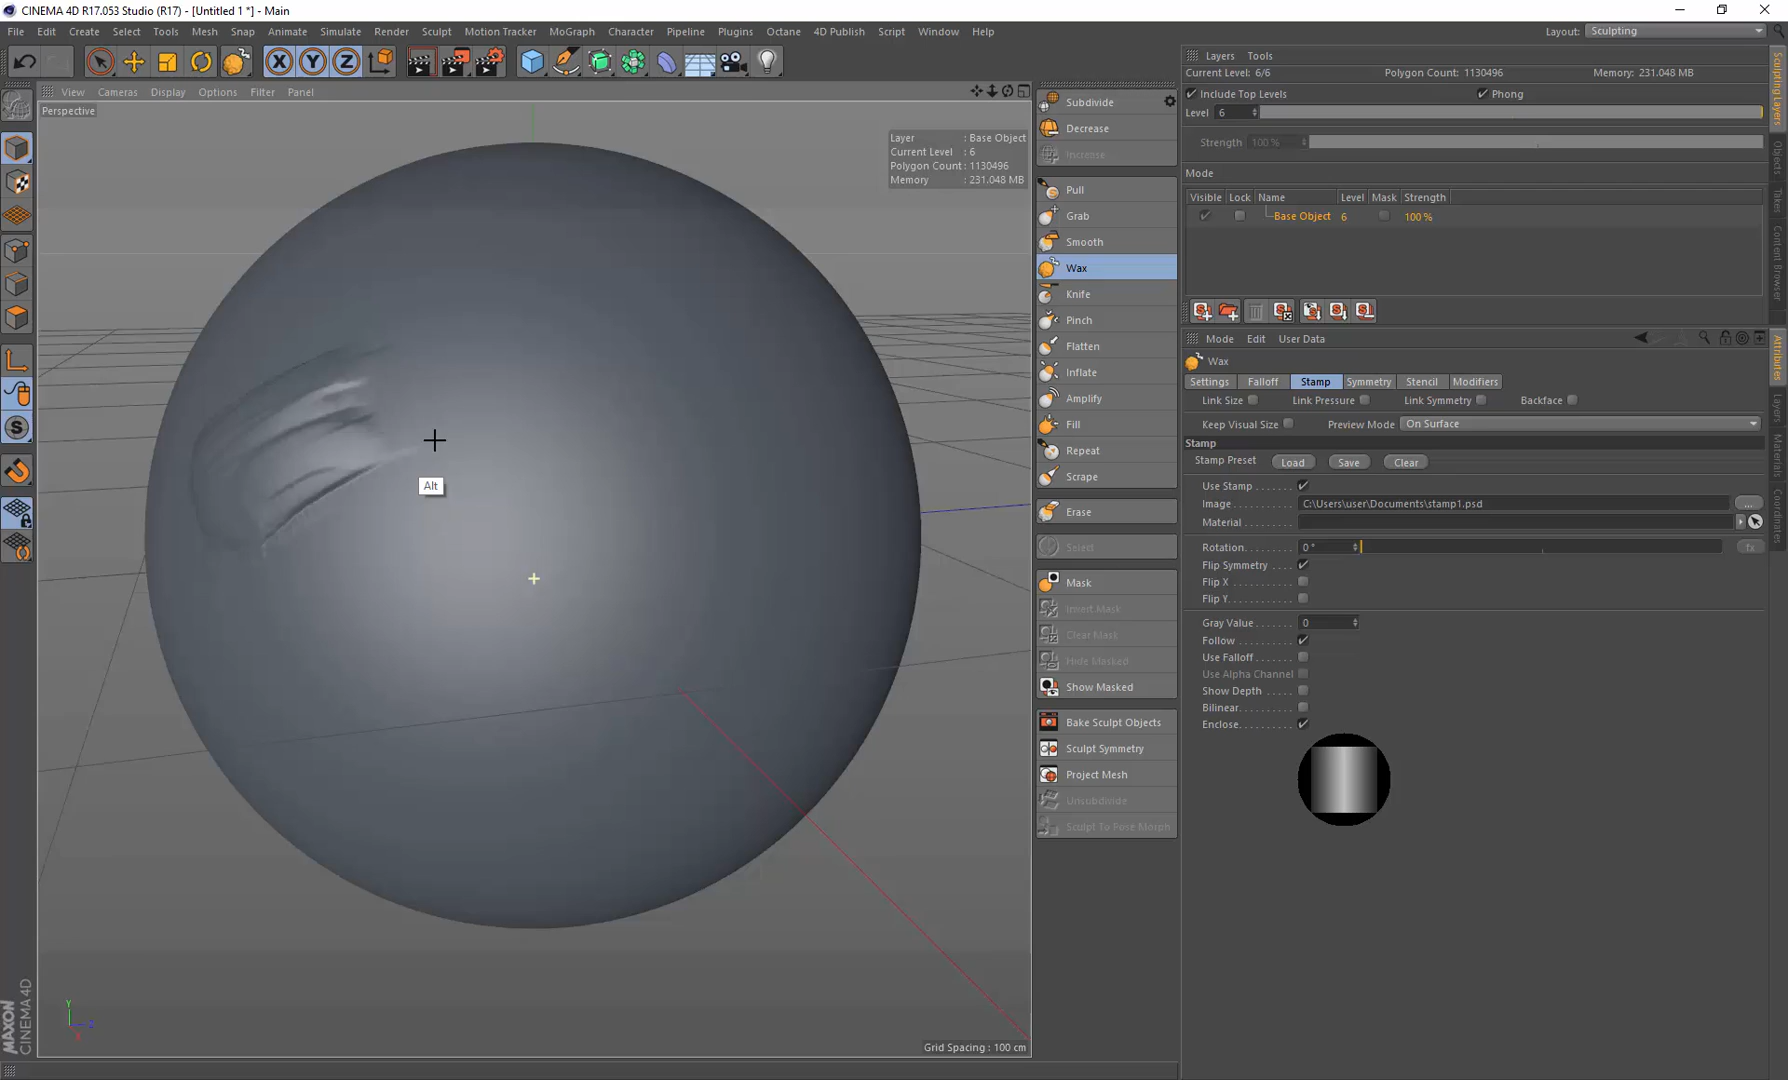 CINEMA 4D R17.053 Studio (R17) - [Untitled 1 *] - Main
File Edit Create Select Tools Mesh Snap Animate Simulate Render Sculpt Motion Tracker MoGraph Character Pipeline Plugins Octane 4D Publish Script Window Help
Layout: Sculpting
View Cameras Display Options Filter Panel
Perspective
Layer : Base Object
Current Level : 6
Polygon Count : 1130496
Memory : 231.048 MB
Alt
Grid Spacing : 100 cm
Y
Z
X
MAXON
CINEMA 4D
Subdivide
Decrease
Increase
Pull
Grab
Smooth
Wax
Knife
Pinch
Flatten
Inflate
Amplify
Fill
Repeat
Scrape
Erase
Select
Mask
Invert Mask
Clear Mask
Hide Masked
Show Masked
Bake Sculpt Objects
Sculpt Symmetry
Project Mesh
Unsubdivide
Sculpt To Pose Morph
Layers Tools
Current Level: 6/6 Polygon Count: 1130496 Memory: 231.048 MB
Include Top Levels Phong
Level 6
Strength 100 %
Mode
Visible Lock Name Level Mask Strength
Base Object 6 100 %
Mode Edit User Data
Wax
Settings Falloff Stamp Symmetry Stencil Modifiers
Link Size Link Pressure Link Symmetry Backface
Keep Visual Size Preview Mode On Surface
Stamp
Stamp Preset Load Save Clear
Use Stamp
Image C:\Users\user\Documents\stamp1.psd ...
Material
Rotation 0 °
Flip Symmetry
Flip X
Flip Y
Gray Value 0
Follow
Use Falloff
Use Alpha Channel
Show Depth
Bilinear
Enclose
Sculpting Layers
Objects
Takes
Content Browser
Attributes
Layers
Materials
Coordinates